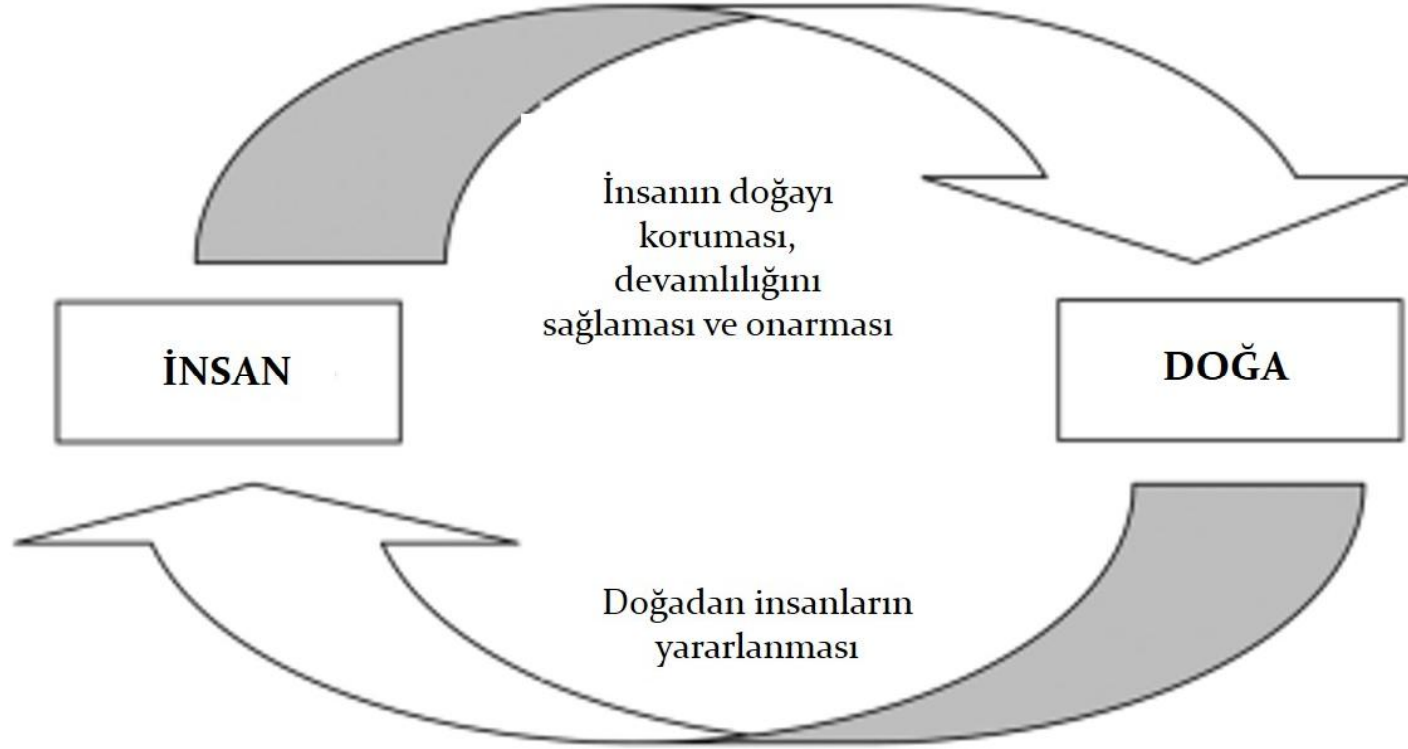 İnsanın doğayı
koruması,
devamlılığını
sağlaması ve onarması
İNSAN
DOĞA
Doğadan insanların
yararlanması